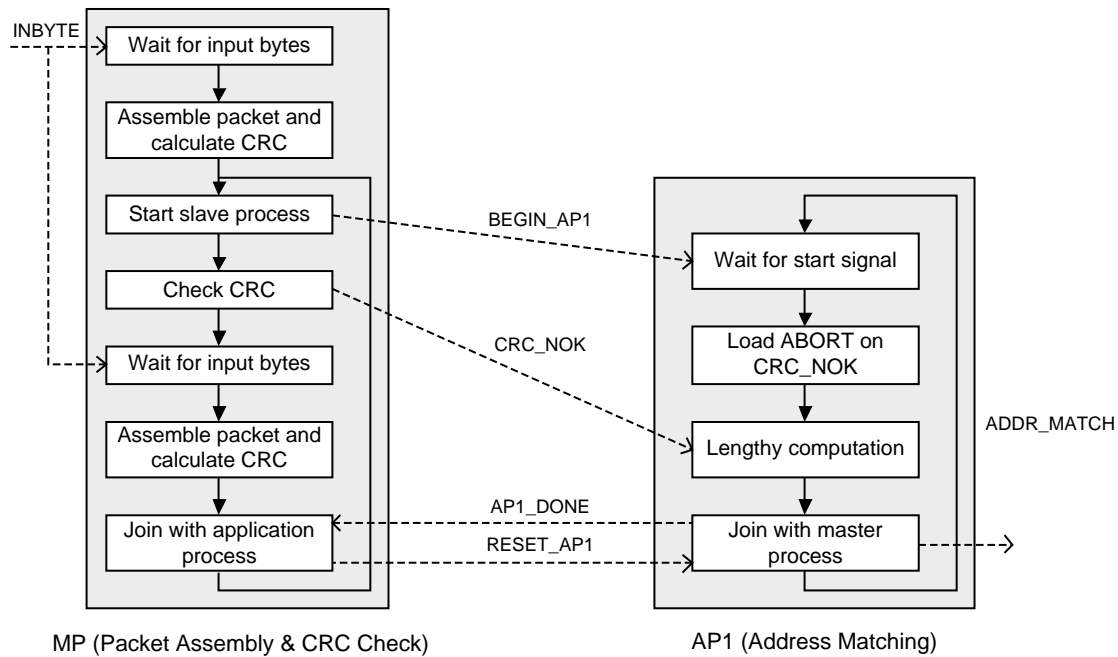 INBYTE
Wait for input bytes
Assemble packet and
calculate CRC
Start slave process
Check CRC
Wait for input bytes
Assemble packet and
calculate CRC
Join with application
process
MP (Packet Assembly & CRC Check)
BEGIN_AP1
CRC_NOK
AP1_DONE
RESET_AP1
Wait for start signal
Load ABORT on
CRC_NOK
Lengthy computation
Join with master
process
ADDR_MATCH
AP1 (Address Matching)